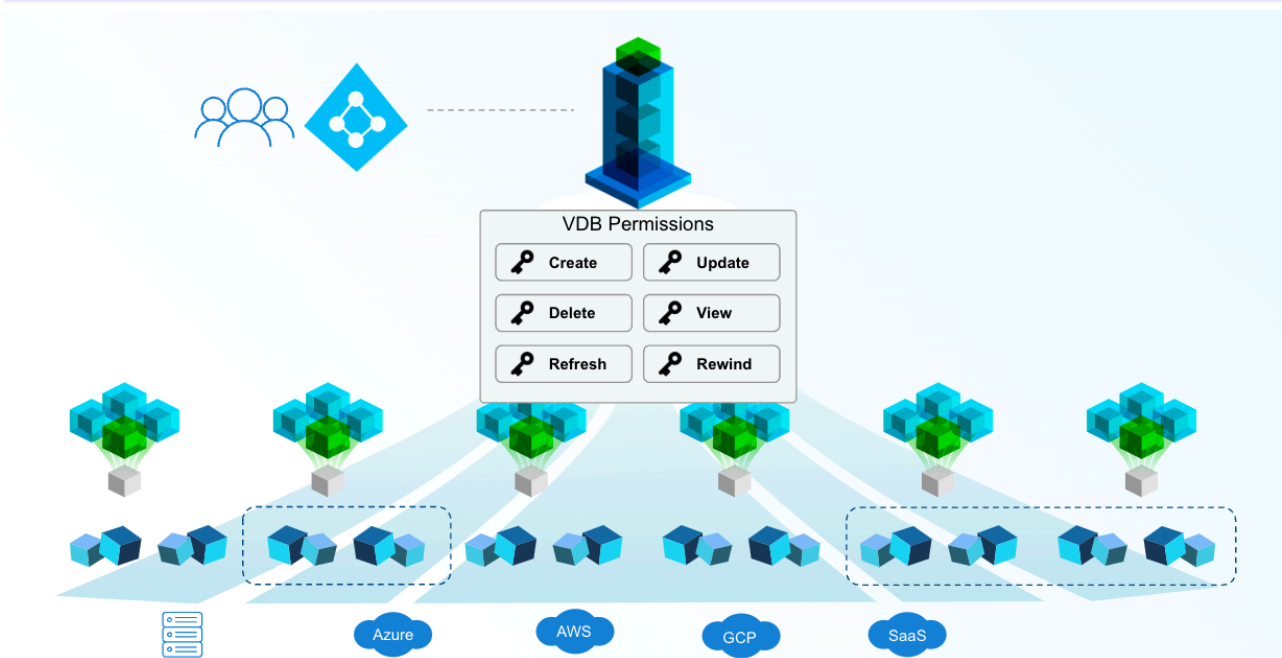 VDB Permissions
Create
Update
Delete
View
Refresh
Rewind
Azure
AWS
GCP
SaaS